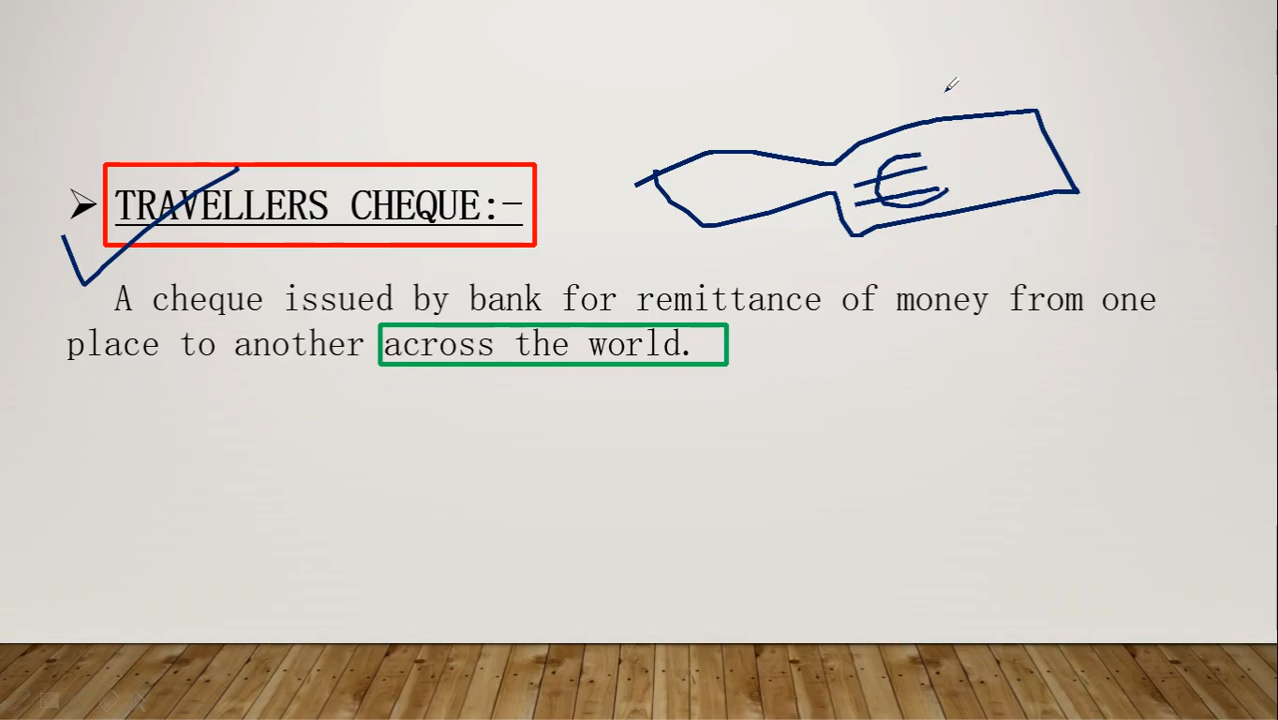 ➢ TRAVELLERS CHEQUE:-
€
A cheque issued by bank for remittance of money from one
place to another across the world.